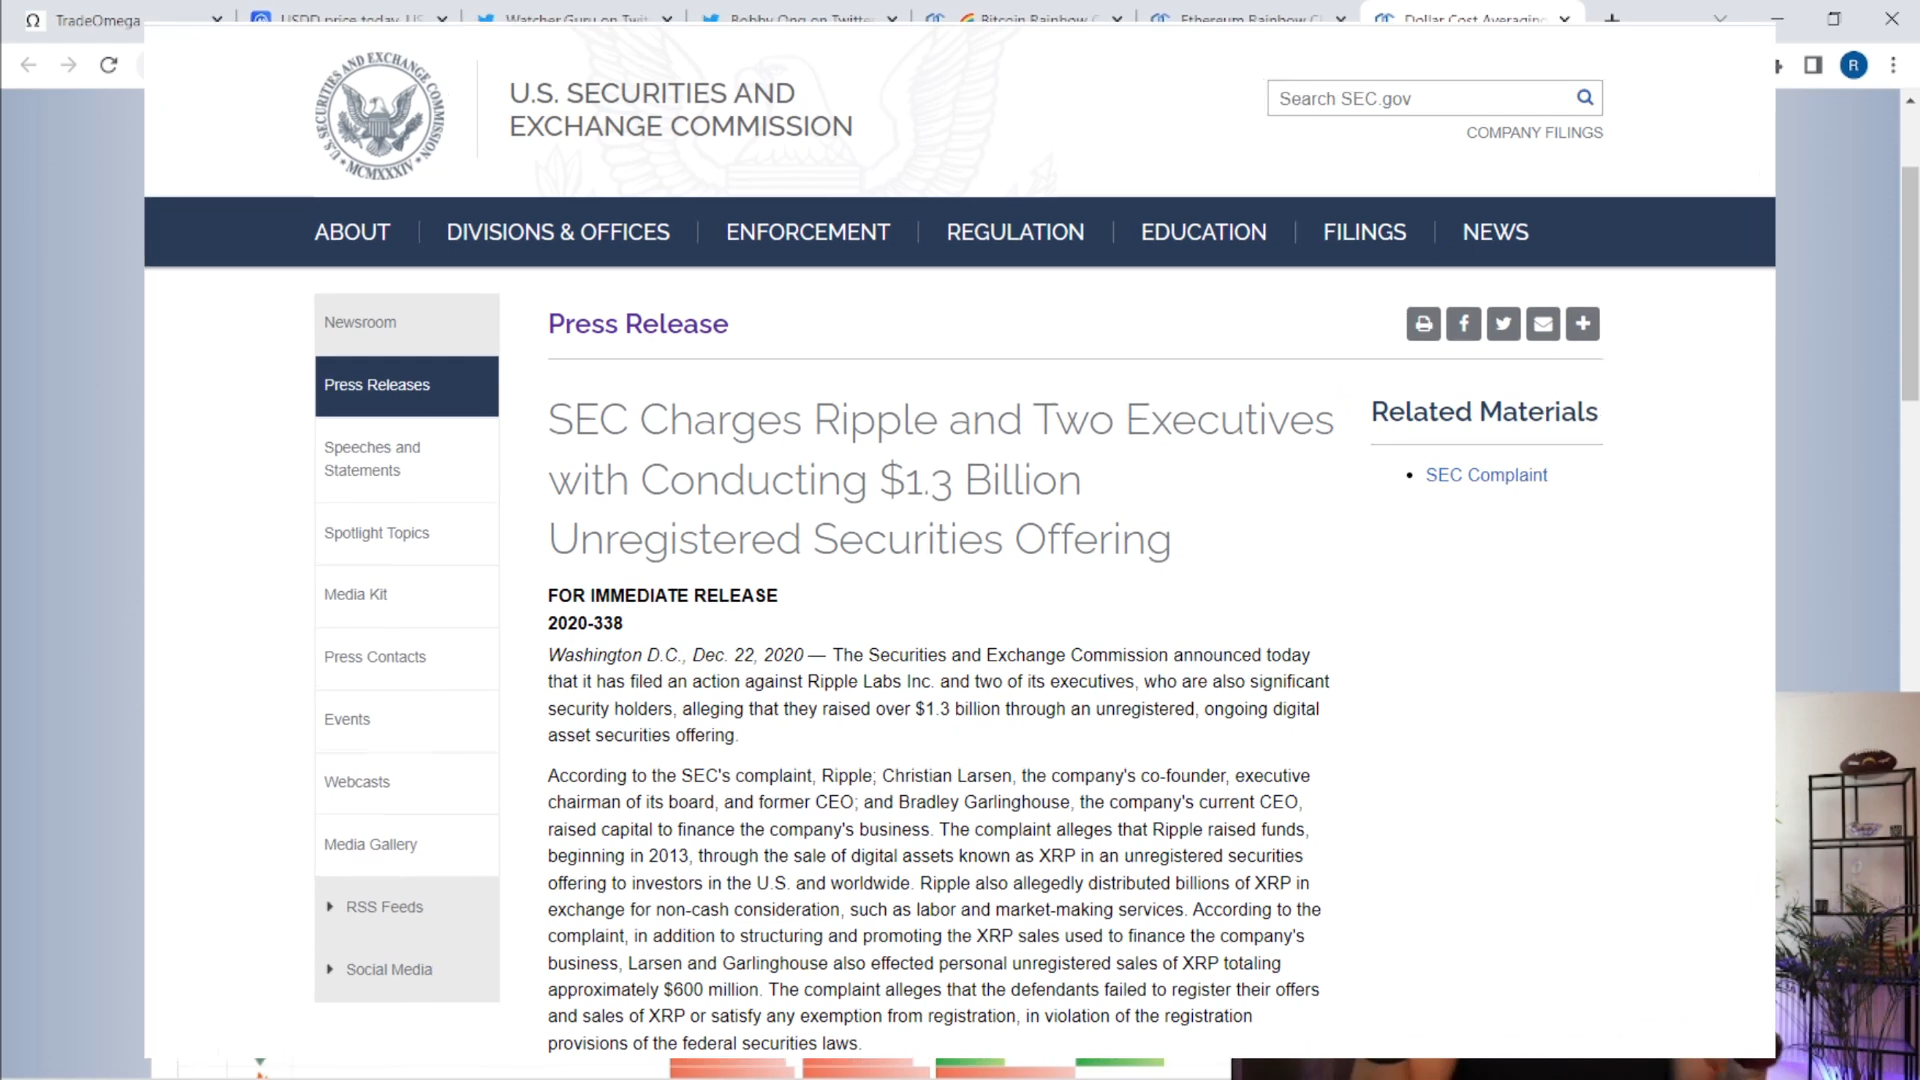 TradeOmega
USDD price today, US
Watcher Guru on Twit
Bobby Ong on Twitte
Bitcoin Rainbow C
Ethereum Rainbow C
Dollar Cost Averaging
R
SECURITIES AND EXCHANGE COMMISSION
MCMXXXIV
U.S. SECURITIES AND
EXCHANGE COMMISSION
Search SEC.gov
COMPANY FILINGS
ABOUT
DIVISIONS & OFFICES
ENFORCEMENT
REGULATION
EDUCATION
FILINGS
NEWS
Newsroom
Press Releases
Speeches and
Statements
Spotlight Topics
Media Kit
Press Contacts
Events
Webcasts
Media Gallery
RSS Feeds
Social Media
Press Release
SEC Charges Ripple and Two Executives
with Conducting $1.3 Billion
Unregistered Securities Offering
FOR IMMEDIATE RELEASE
2020-338
Washington D.C., Dec. 22, 2020 — The Securities and Exchange Commission announced today
that it has filed an action against Ripple Labs Inc. and two of its executives, who are also significant
security holders, alleging that they raised over $1.3 billion through an unregistered, ongoing digital
asset securities offering.
According to the SEC's complaint, Ripple; Christian Larsen, the company's co-founder, executive
chairman of its board, and former CEO; and Bradley Garlinghouse, the company's current CEO,
raised capital to finance the company's business. The complaint alleges that Ripple raised funds,
beginning in 2013, through the sale of digital assets known as XRP in an unregistered securities
offering to investors in the U.S. and worldwide. Ripple also allegedly distributed billions of XRP in
exchange for non-cash consideration, such as labor and market-making services. According to the
complaint, in addition to structuring and promoting the XRP sales used to finance the company's
business, Larsen and Garlinghouse also effected personal unregistered sales of XRP totaling
approximately $600 million. The complaint alleges that the defendants failed to register their offers
and sales of XRP or satisfy any exemption from registration, in violation of the registration
provisions of the federal securities laws.
Related Materials
SEC Complaint